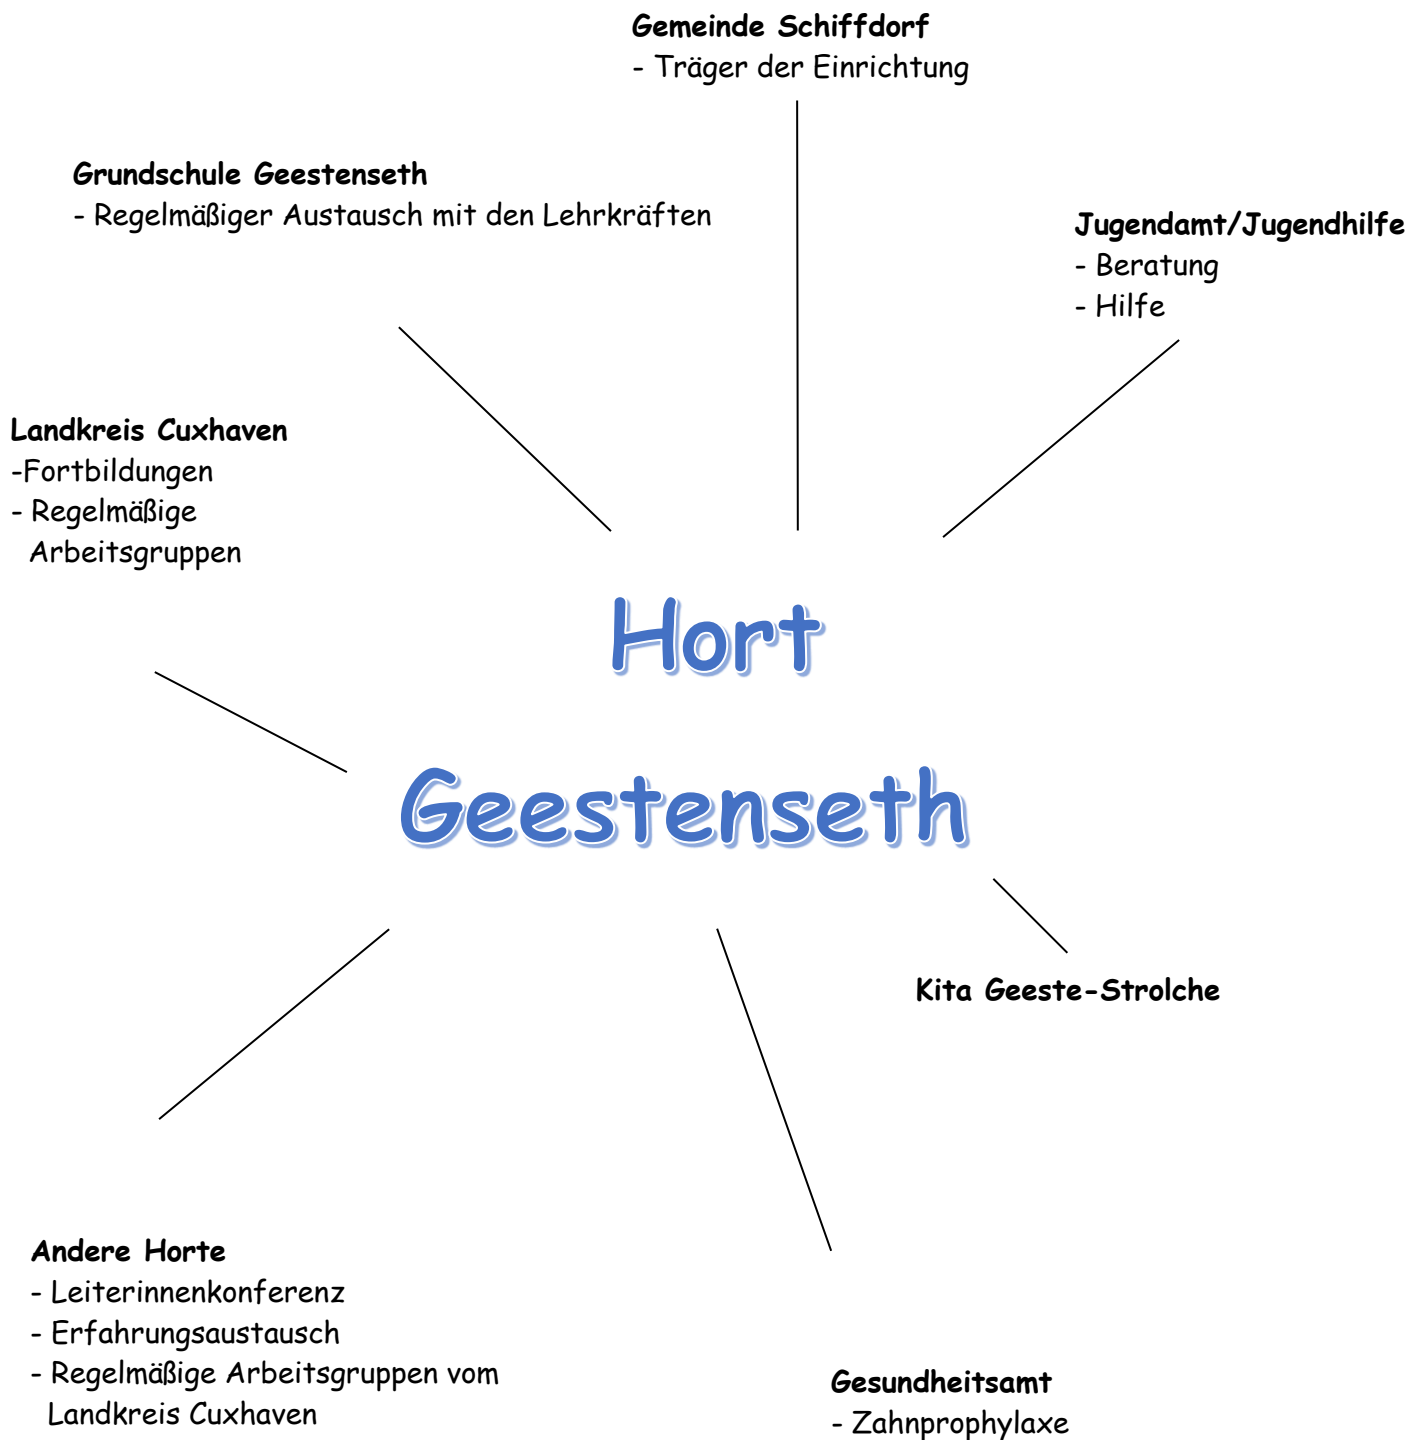 Gemeinde Schiffdorf
- Träger der Einrichtung
Grundschule Geestenseth
- Regelmäßiger Austausch mit den Lehrkräften
Jugendamt/Jugendhilfe
- Beratung
- Hilfe
Landkreis Cuxhaven
-Fortbildungen
- Regelmäßige
Arbeitsgruppen
Hort
Geestenseth
Kita Geeste-Strolche
Andere Horte
- Leiterinnenkonferenz
- Erfahrungsaustausch
- Regelmäßige Arbeitsgruppen vom
Landkreis Cuxhaven
Gesundheitsamt
- Zahnprophylaxe